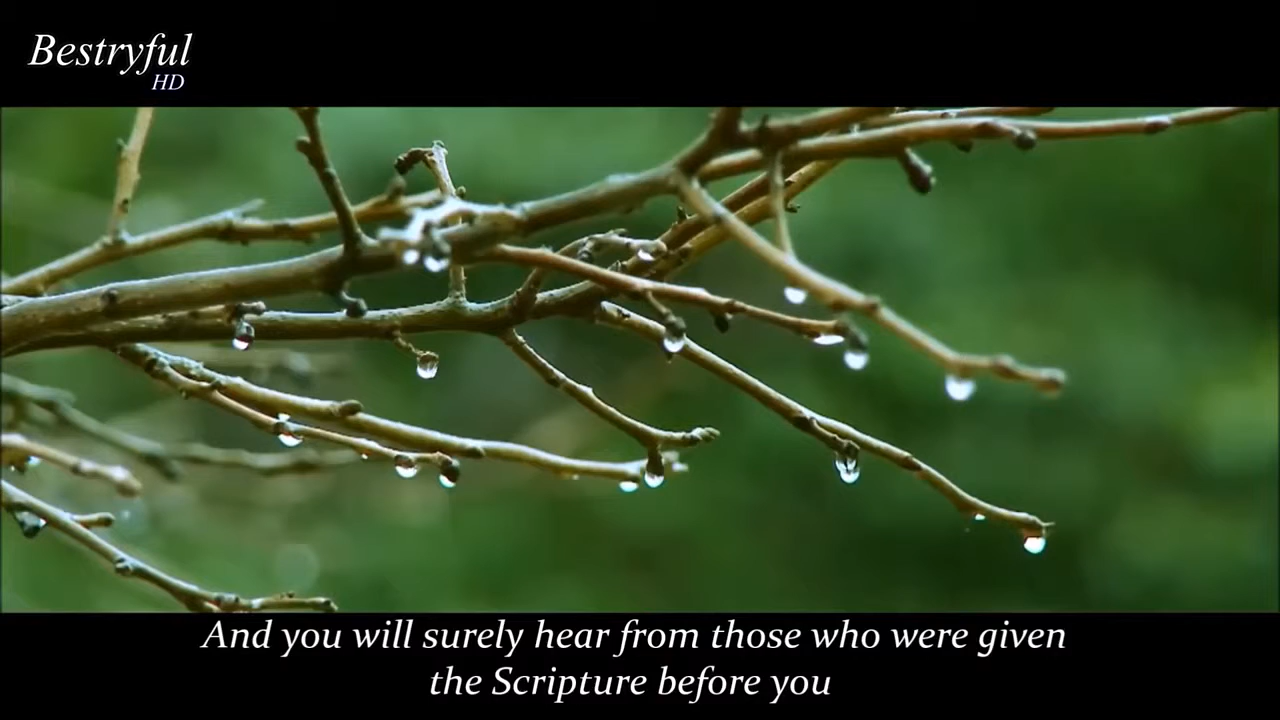 Bestryful
HD
And you will surely hear from those who were given
the Scripture before you